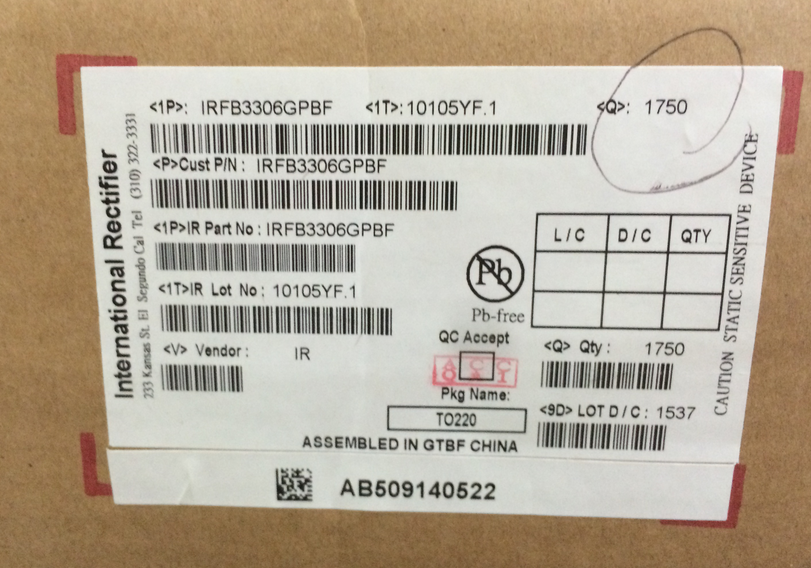 <1P>: IRFB3306GPBF <1T>:10105YF.1 <Q>: 1750
<P>Cust P/N : IRFB3306GPBF
<1P>IR Part No : IRFB3306GPBF
<1T>IR Lot No : 10105YF.1
<V> Vendor : IR
International Rectifier
233 Kansas St. El Segundo Cal Tel (310) 322-3331
Pb
Pb-free
L / C D / C QTY
QC Accept
Pkg Name:
TO220
<Q> Qty : 1750
<9D> LOT D / C : 1537
ASSEMBLED IN GTBF CHINA
CAUTION STATIC SENSITIVE DEVICE
AB509140522